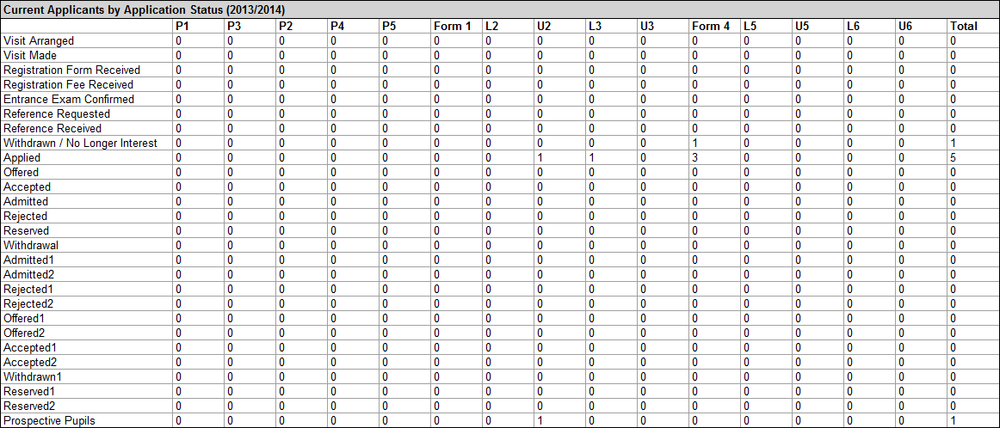 Current Applicants by Application Status (2013/2014)
P1 P3 P2 P4 P5 Form 1 L2 U2 L3 U3 Form 4 L5 U5 L6 U6 Total
Visit Arranged 0 0 0 0 0 0 0 0 0 0 0 0 0 0 0 0
Visit Made 0 0 0 0 0 0 0 0 0 0 0 0 0 0 0 0
Registration Form Received 0 0 0 0 0 0 0 0 0 0 0 0 0 0 0 0
Registration Fee Received 0 0 0 0 0 0 0 0 0 0 0 0 0 0 0 0
Entrance Exam Confirmed 0 0 0 0 0 0 0 0 0 0 0 0 0 0 0 0
Reference Requested 0 0 0 0 0 0 0 0 0 0 0 0 0 0 0 0
Reference Received 0 0 0 0 0 0 0 0 0 0 0 0 0 0 0 0
Withdrawn / No Longer Interest 0 0 0 0 0 0 0 0 0 0 1 0 0 0 0 1
Applied 0 0 0 0 0 0 0 1 1 0 3 0 0 0 0 5
Offered 0 0 0 0 0 0 0 0 0 0 0 0 0 0 0 0
Accepted 0 0 0 0 0 0 0 0 0 0 0 0 0 0 0 0
Admitted 0 0 0 0 0 0 0 0 0 0 0 0 0 0 0 0
Rejected 0 0 0 0 0 0 0 0 0 0 0 0 0 0 0 0
Reserved 0 0 0 0 0 0 0 0 0 0 0 0 0 0 0 0
Withdrawal 0 0 0 0 0 0 0 0 0 0 0 0 0 0 0 0
Admitted1 0 0 0 0 0 0 0 0 0 0 0 0 0 0 0 0
Admitted2 0 0 0 0 0 0 0 0 0 0 0 0 0 0 0 0
Rejected1 0 0 0 0 0 0 0 0 0 0 0 0 0 0 0 0
Rejected2 0 0 0 0 0 0 0 0 0 0 0 0 0 0 0 0
Offered1 0 0 0 0 0 0 0 0 0 0 0 0 0 0 0 0
Offered2 0 0 0 0 0 0 0 0 0 0 0 0 0 0 0 0
Accepted1 0 0 0 0 0 0 0 0 0 0 0 0 0 0 0 0
Accepted2 0 0 0 0 0 0 0 0 0 0 0 0 0 0 0 0
Withdrawn1 0 0 0 0 0 0 0 0 0 0 0 0 0 0 0 0
Reserved1 0 0 0 0 0 0 0 0 0 0 0 0 0 0 0 0
Reserved2 0 0 0 0 0 0 0 0 0 0 0 0 0 0 0 0
Prospective Pupils 0 0 0 0 0 0 0 1 0 0 0 0 0 0 0 1